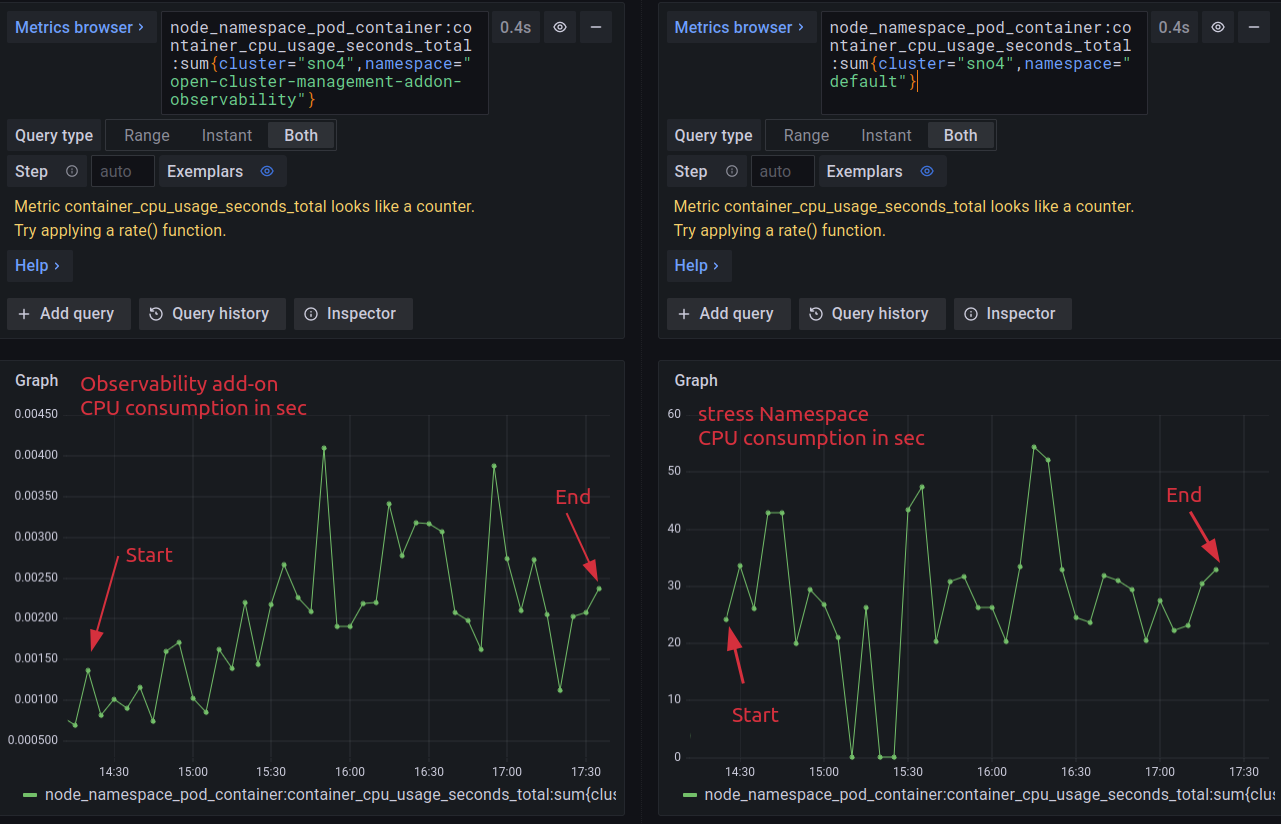 Metrics browser ›
node_namespace_pod_container:co
ntainer_cpu_usage_seconds_total
:sum{cluster="sno4",namespace="
open-cluster-management-addon-
observability"}
0.4s
Query type
Range Instant Both
Step auto Exemplars
Metric container_cpu_usage_seconds_total looks like a counter.
Try applying a rate() function.
Help ›
+ Add query Query history Inspector
Graph
Observability add-on
CPU consumption in sec
0.00450
0.00400
0.00350
0.00300
0.00250
0.00200
0.00150
0.00100
0.000500
Start
End
14:30 15:00 15:30 16:00 16:30 17:00 17:30
node_namespace_pod_container:container_cpu_usage_seconds_total:sum{clus
Metrics browser ›
node_namespace_pod_container:co
ntainer_cpu_usage_seconds_total
:sum{cluster="sno4",namespace="
default"}
0.4s
Query type
Range Instant Both
Step auto Exemplars
Metric container_cpu_usage_seconds_total looks like a counter.
Try applying a rate() function.
Help ›
+ Add query Query history Inspector
Graph
stress Namespace
CPU consumption in sec
60
50
40
30
20
10
0
End
Start
14:30 15:00 15:30 16:00 16:30 17:00 17:30
node_namespace_pod_container:container_cpu_usage_seconds_total:sum{clus